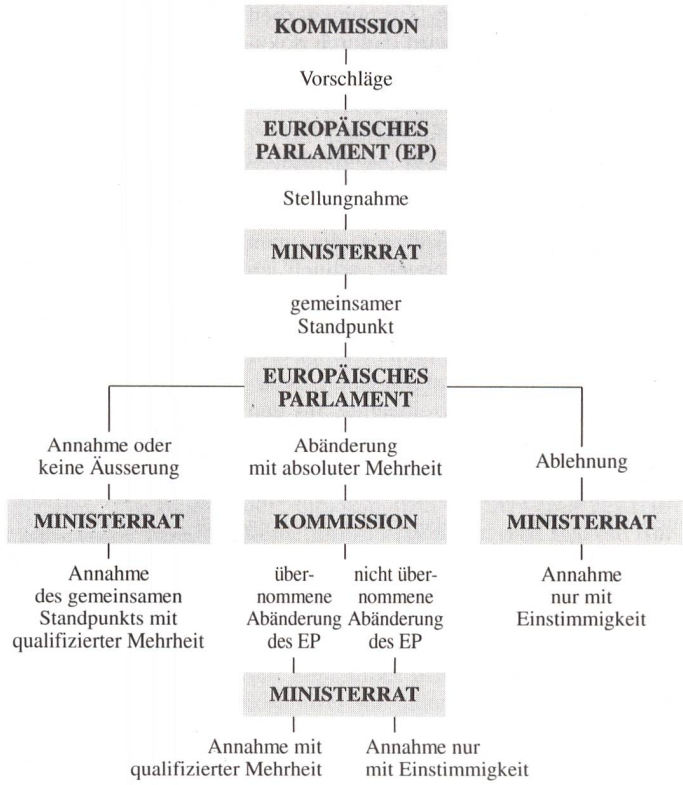 KOMMISSION
Vorschläge
EUROPÄISCHES
PARLAMENT (EP)
Stellungnahme
MINISTERRAT
gemeinsamer
Standpunkt
EUROPÄISCHES
PARLAMENT
Annahme oder
keine Äusserung
MINISTERRAT
Annahme
des gemeinsamen
Standpunkts mit
qualifizierter Mehrheit
Abänderung
mit absoluter Mehrheit
KOMMISSION
über-
nommene
Abänderung
des EP
nicht über-
nommene
Abänderung
des EP
MINISTERRAT
Annahme mit
qualifizierter Mehrheit
Annahme nur
mit Einstimmigkeit
Ablehnung
MINISTERRAT
Annahme
nur mit
Einstimmigkeit